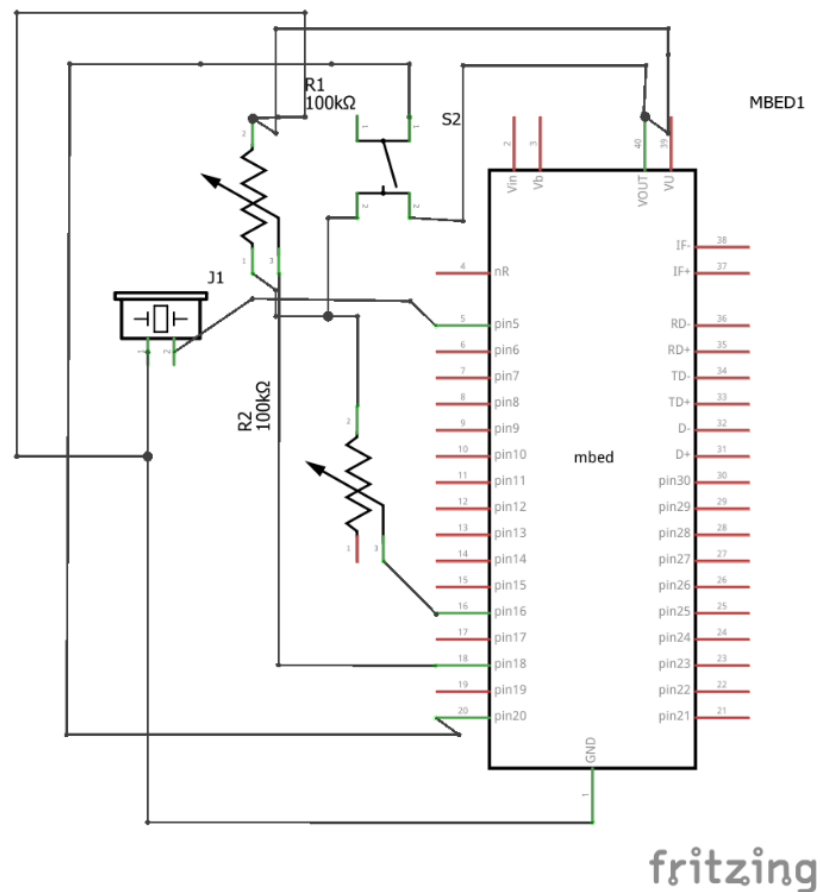 R1
100kΩ
2
1
3
1
1
2
2
S2
MBED1
J1
1
2
R2
100kΩ
2
1
3
2
Vin
3
Vb
40
VOUT
39
VU
4
nR
5
pin5
6
pin6
7
pin7
8
pin8
9
pin9
10
pin10
11
pin11
12
pin12
13
pin13
14
pin14
15
pin15
16
pin16
17
pin17
18
pin18
19
pin19
20
pin20
mbed
IF-
38
IF+
37
RD-
36
RD+
35
TD-
34
TD+
33
D-
32
D+
31
pin30
30
pin29
29
pin28
28
pin27
27
pin26
26
pin25
25
pin24
24
pin23
23
pin22
22
pin21
21
GND
1
fritzing